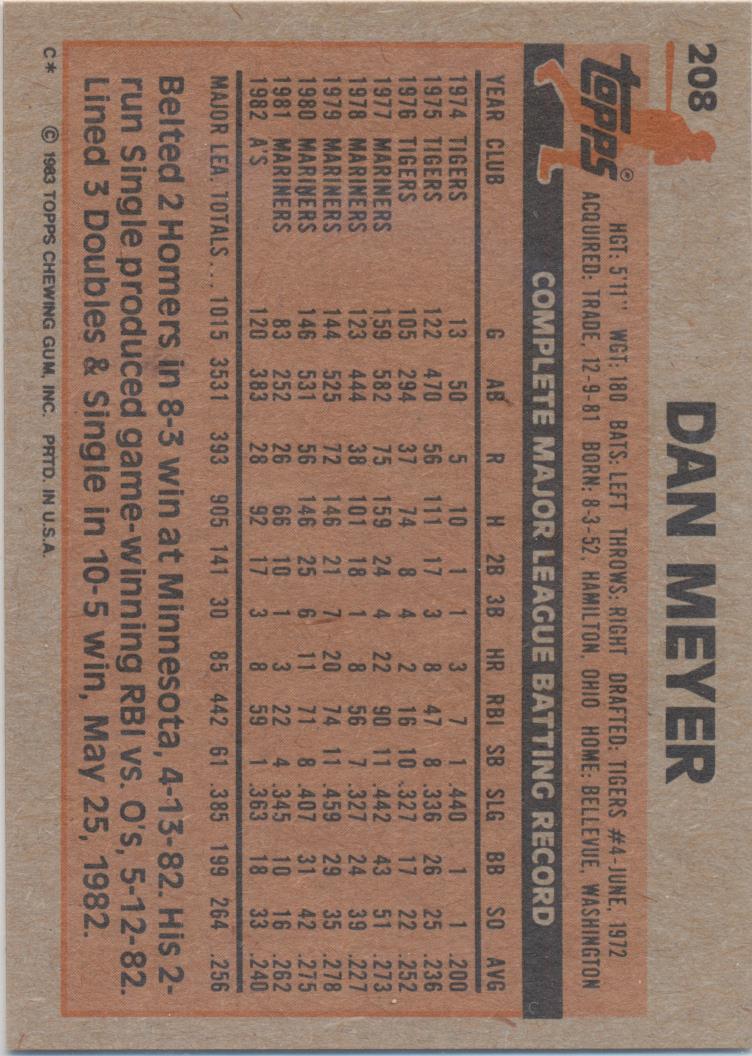 208
DAN MEYER
TOPPS®
HGT: 5'11" WGT: 180 BATS: LEFT THROWS: RIGHT DRAFTED: TIGERS #4-JUNE, 1972
ACQUIRED: TRADE, 12-9-81 BORN: 8-3-52, HAMILTON, OHIO HOME: BELLEVUE, WASHINGTON
COMPLETE MAJOR LEAGUE BATTING RECORD
YEAR CLUB G AB R H 2B 3B HR RBI SB SLG BB SO AVG
1974 TIGERS 13 50 5 10 1 1 3 7 1 .440 1 1 .200
1975 TIGERS 122 470 56 111 17 3 8 47 8 .336 26 25 .236
1976 TIGERS 105 294 37 74 8 4 2 16 10 .327 17 22 .252
1977 MARINERS 159 582 75 159 24 4 22 90 11 .442 43 51 .273
1978 MARINERS 123 444 38 101 18 1 8 56 7 .327 24 39 .227
1979 MARINERS 144 525 72 146 21 7 20 74 11 .459 29 35 .278
1980 MARINERS 146 531 56 146 25 6 11 71 8 .407 31 42 .275
1981 MARINERS 83 252 26 66 10 1 3 22 4 .345 10 16 .262
1982 A'S 120 383 28 92 17 3 8 59 1 .363 18 33 .240
MAJOR LEA. TOTALS... 1015 3531 393 905 141 30 85 442 61 .385 199 264 .256
Belted 2 Homers in 8-3 win at Minnesota, 4-13-82. His 2-
run Single produced game-winning RBI vs. O's, 5-12-82.
Lined 3 Doubles & Single in 10-5 win, May 25, 1982.
C* © 1983 TOPPS CHEWING GUM, INC. PRTD. IN U.S.A.